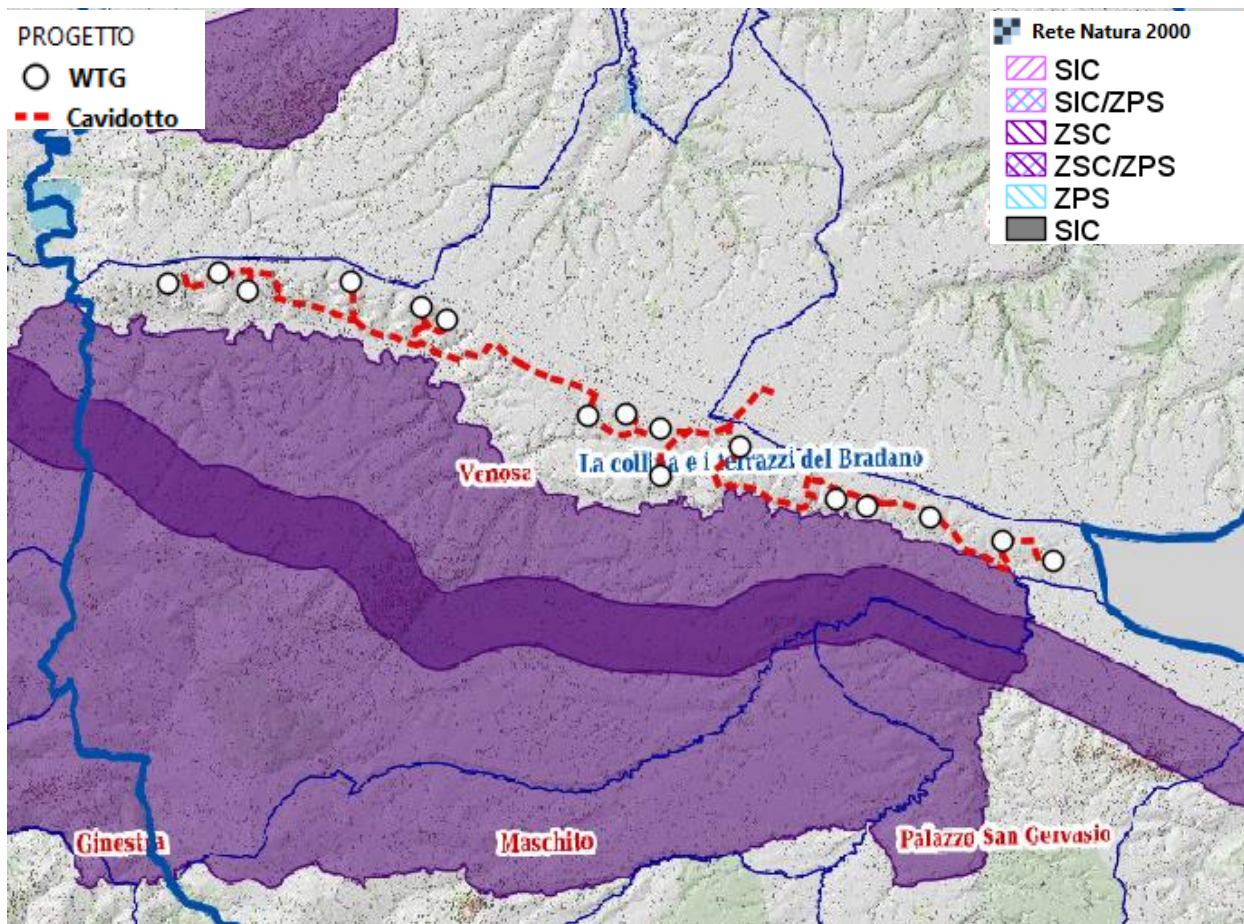 PROGETTO
WTG
Cavidotto
Rete Natura 2000
SIC
SIC/ZPS
ZSC
ZSC/ZPS
ZPS
SIC
Venosa
La collina e i terrazzi del Bradano
Ginestra
Maschito
Palazzo San Gervasio